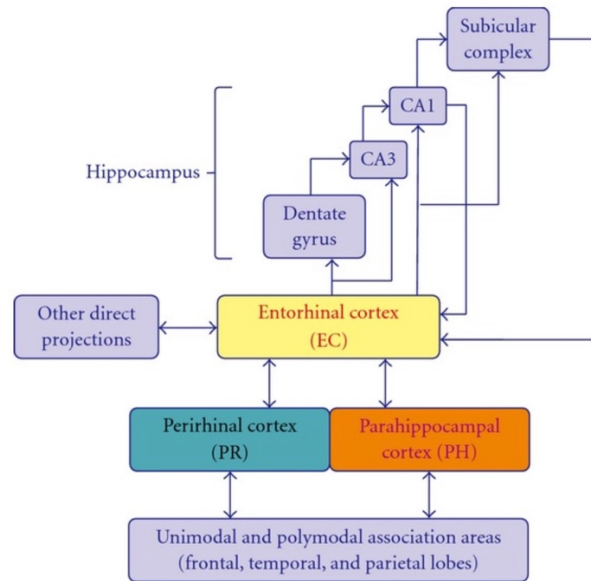 Subicular
complex
CA1
CA3
Hippocampus
Dentate
gyrus
Other direct
projections
Entorhinal cortex
(EC)
Perirhinal cortex
(PR)
Parahippocampal
cortex (PH)
Unimodal and polymodal association areas
(frontal, temporal, and parietal lobes)